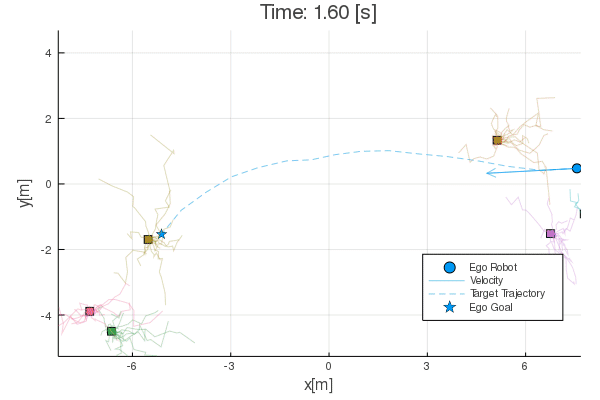 Time: 1.60 [s]
y[m]
4
2
0
-2
-4
Ego Robot
Velocity
Target Trajectory
Ego Goal
-6 -3 0 3 6
x[m]